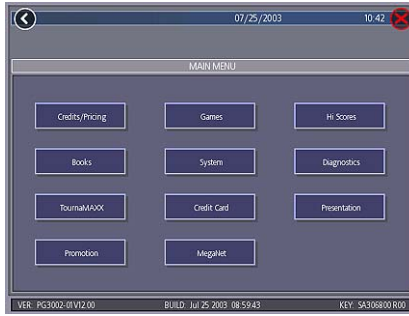 07/25/2003 10:42
MAIN MENU
Credits/Pricing Games Hi Scores
Books System Diagnostics
TournaMAXX Credit Card Presentation
Promotion MegaNet
VER: PG3002-01V12.00 BUILD: Jul 25 2003 08:59:43 KEY: SA306800 R00